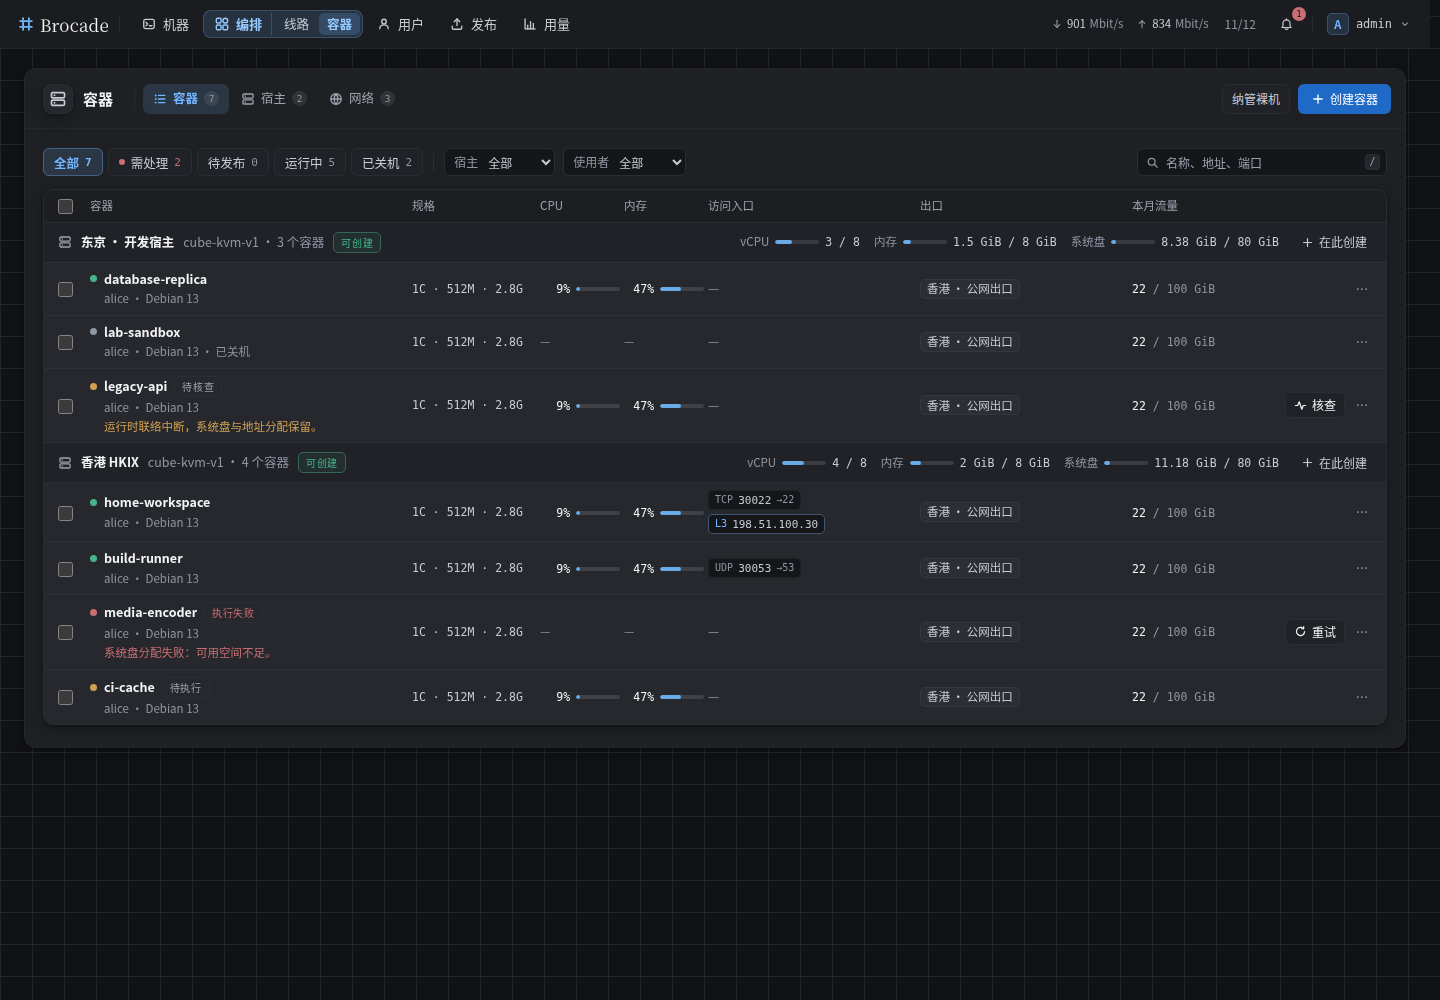 Brocade 机器 编排 线路 容器 用户 发布 用量 ↓ 901 Mbit/s ↑ 834 Mbit/s 11/12 1 A admin
容器 容器 7 宿主 2 网络 3 纳管裸机 + 创建容器
全部 7 需处理 2 待发布 0 运行中 5 已关机 2 宿主 全部 使用者 全部 名称、地址、端口 /
容器 规格 CPU 内存 访问入口 出口 本月流量
东京 · 开发宿主 cube-kvm-v1 · 3 个容器 可创建 vCPU 3 / 8 内存 1.5 GiB / 8 GiB 系统盘 8.38 GiB / 80 GiB + 在此创建
database-replica
alice · Debian 13
1C · 512M · 2.8G 9% 47% — 香港 · 公网出口 22 / 100 GiB ···
lab-sandbox
alice · Debian 13 · 已关机
1C · 512M · 2.8G — — — 香港 · 公网出口 22 / 100 GiB ···
legacy-api 待核查
alice · Debian 13
运行时联络中断，系统盘与地址分配保留。
1C · 512M · 2.8G 9% 47% — 香港 · 公网出口 22 / 100 GiB 核查 ···
香港 HKIX cube-kvm-v1 · 4 个容器 可创建 vCPU 4 / 8 内存 2 GiB / 8 GiB 系统盘 11.18 GiB / 80 GiB + 在此创建
home-workspace
alice · Debian 13
1C · 512M · 2.8G 9% 47% TCP 30022 →22
L3 198.51.100.30
香港 · 公网出口 22 / 100 GiB ···
build-runner
alice · Debian 13
1C · 512M · 2.8G 9% 47% UDP 30053 →53 香港 · 公网出口 22 / 100 GiB ···
media-encoder 执行失败
alice · Debian 13
系统盘分配失败：可用空间不足。
1C · 512M · 2.8G — — — 香港 · 公网出口 22 / 100 GiB 重试 ···
ci-cache 待执行
alice · Debian 13
1C · 512M · 2.8G 9% 47% — 香港 · 公网出口 22 / 100 GiB ···